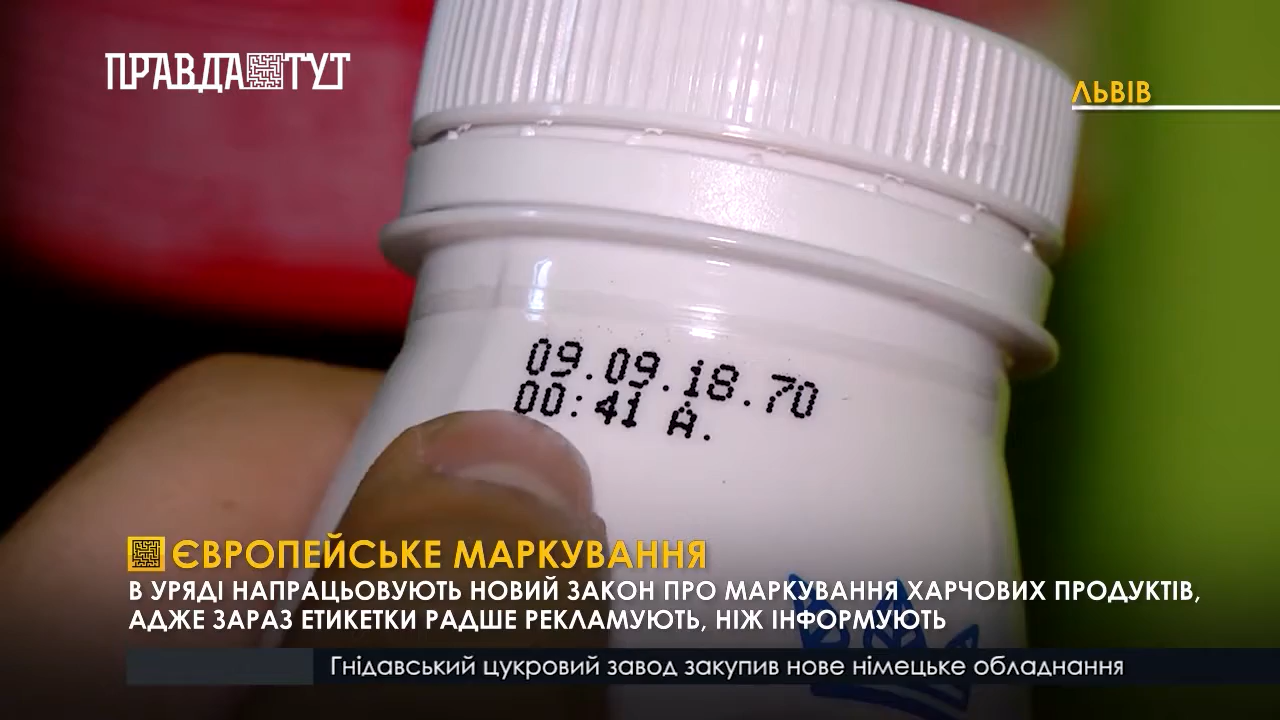 ПРАВДА ТУТ
ЛЬВІВ
09.09.18.70
00:41 A.
ЄВРОПЕЙСЬКЕ МАРКУВАННЯ
В УРЯДІ НАПРАЦЬОВУЮТЬ НОВИЙ ЗАКОН ПРО МАРКУВАННЯ ХАРЧОВИХ ПРОДУКТІВ,
АДЖЕ ЗАРАЗ ЕТИКЕТКИ РАДШЕ РЕКЛАМУЮТЬ, НІЖ ІНФОРМУЮТЬ
Гнідавський цукровий завод закупив нове німецьке обладнання